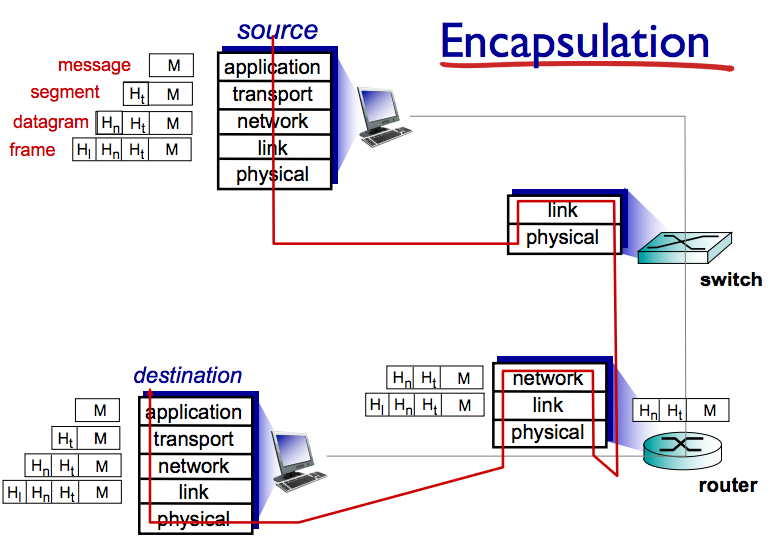 source
Encapsulation
message M application
segment Ht M transport
datagram Hn Ht M network
frame Hl Hn Ht M link
physical
link
physical
switch
destination
Hn Ht M network
Hl Hn Ht M link
Hn Ht M
physical
router
M application
Ht M transport
Hn Ht M network
Hl Hn Ht M link
physical